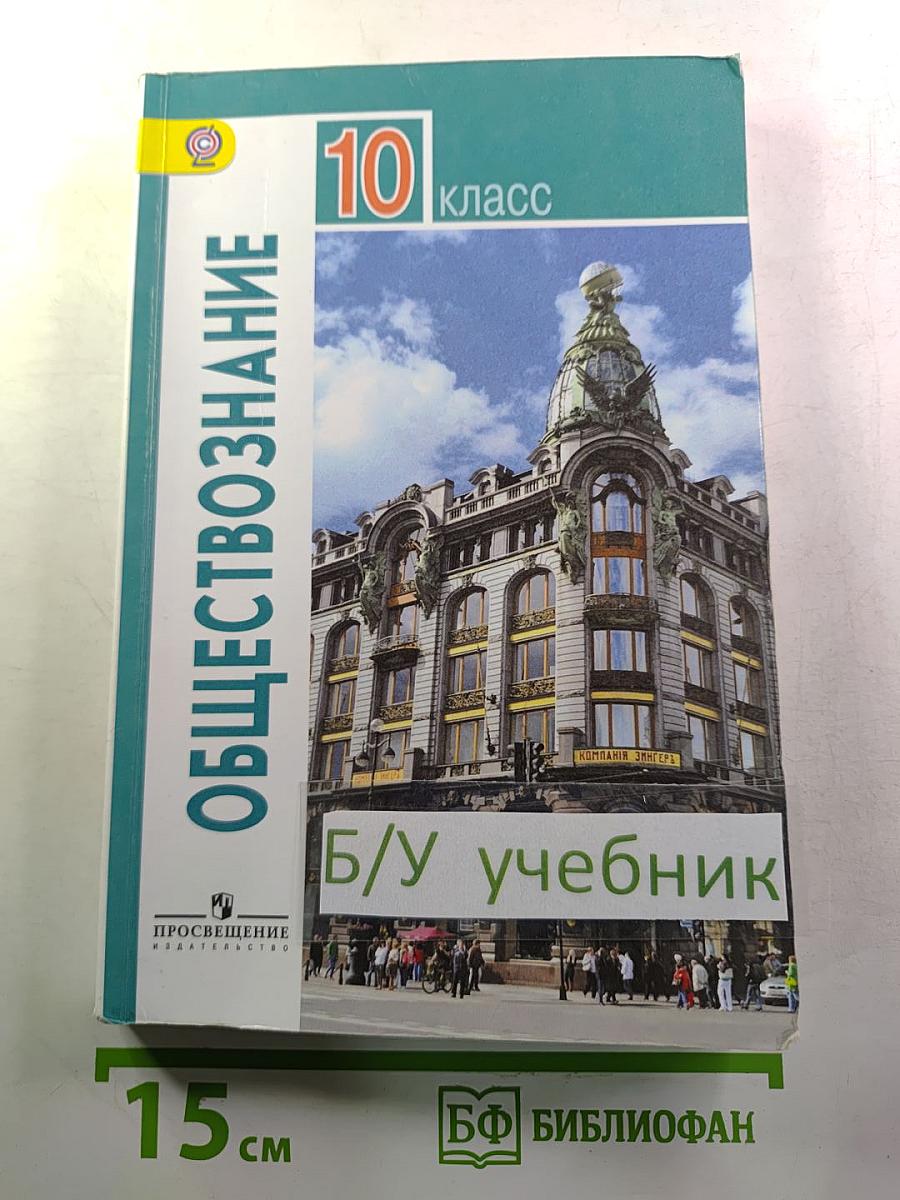 10 класс
ОБЩЕСТВОЗНАНИЕ
КОМПАНІЯ ЗИНГЕРЪ
Б/У учебник
ПРОСВЕЩЕНИЕ
ИЗДАТЕЛЬСТВО
15 см
БФ БИБЛИОФАН